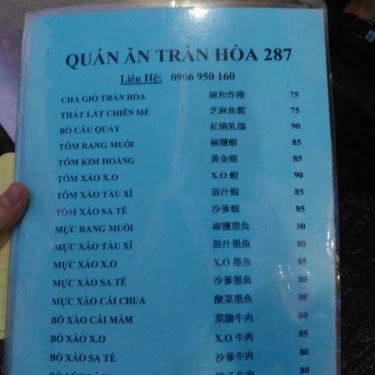 QUÁN ĂN TRÂN HÒA 287
Liên Hệ: 0906 950 160
CHẢ GIÒ TRÂN HÒA 陳和炸捲 75
THÁT LÁT CHIÊN MÈ 芝麻魚鬆 75
BỒ CÂU QUAY 紅燒乳鴿 90
TÔM RANG MUỐI 椒鹽蝦 85
TÔM KIM HOÀNG 黃金蝦 85
TÔM XÀO X.O X.O 蝦 90
TÔM XÀO TÀU XÌ 豉汁蝦 85
TÔM XÀO SA TẾ 沙爹蝦 85
MỰC RANG MUỐI 椒鹽墨魚 80
MỰC XÀO TÀU XÌ 豉汁墨魚 80
MỰC XÀO X.O X.O 墨魚 85
MỰC XÀO SA TẾ 沙爹墨魚 80
MỰC XÀO CẢI CHUA 酸菜墨魚 80
BÒ XÀO CẢI MÀM 菜膽牛肉 80
BÒ XÀO X.O X.O 牛肉 85
BÒ XÀO SA TẾ 沙爹牛肉 80
80